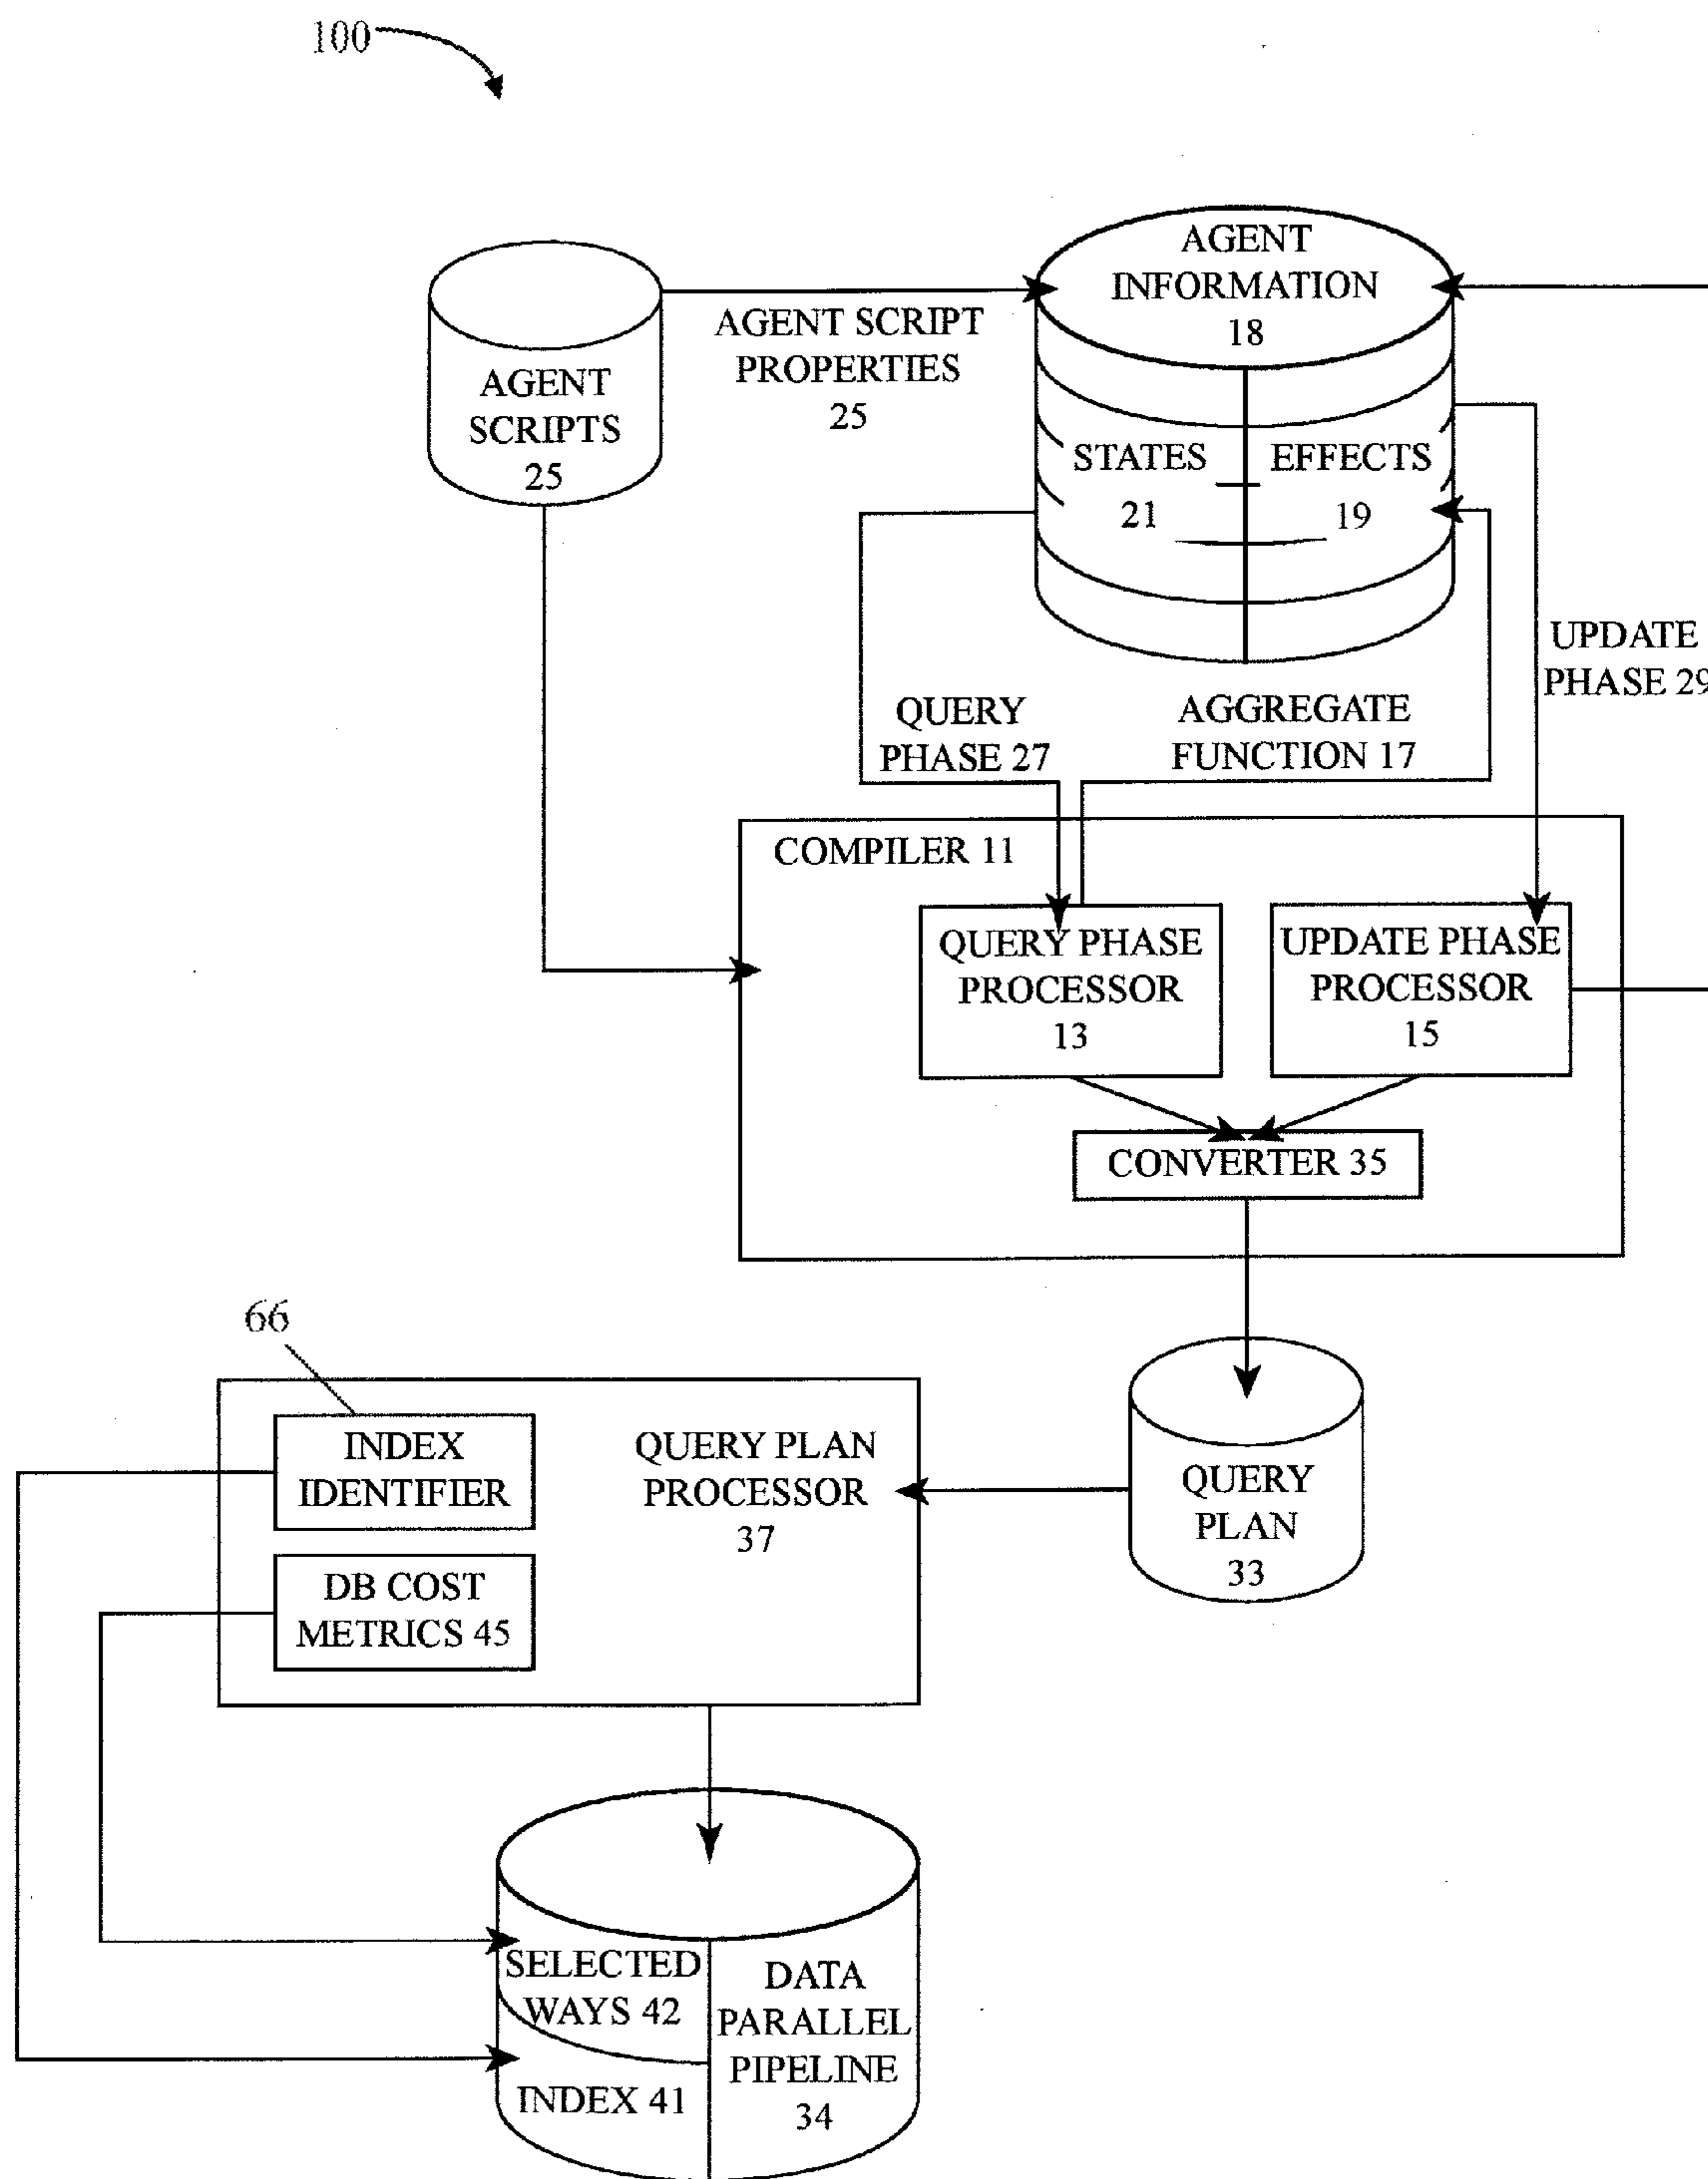 100
AGENT
INFORMATION
18
AGENT SCRIPT
PROPERTIES
25
AGENT
SCRIPTS
25
STATES
21
EFFECTS
19
UPDATE
PHASE 29
QUERY
PHASE 27
AGGREGATE
FUNCTION 17
COMPILER 11
QUERY PHASE
PROCESSOR
13
UPDATE PHASE
PROCESSOR
15
CONVERTER 35
66
INDEX
IDENTIFIER
QUERY PLAN
PROCESSOR
37
DB COST
METRICS 45
QUERY
PLAN
33
SELECTED
WAYS 42
INDEX 41
DATA
PARALLEL
PIPELINE
34